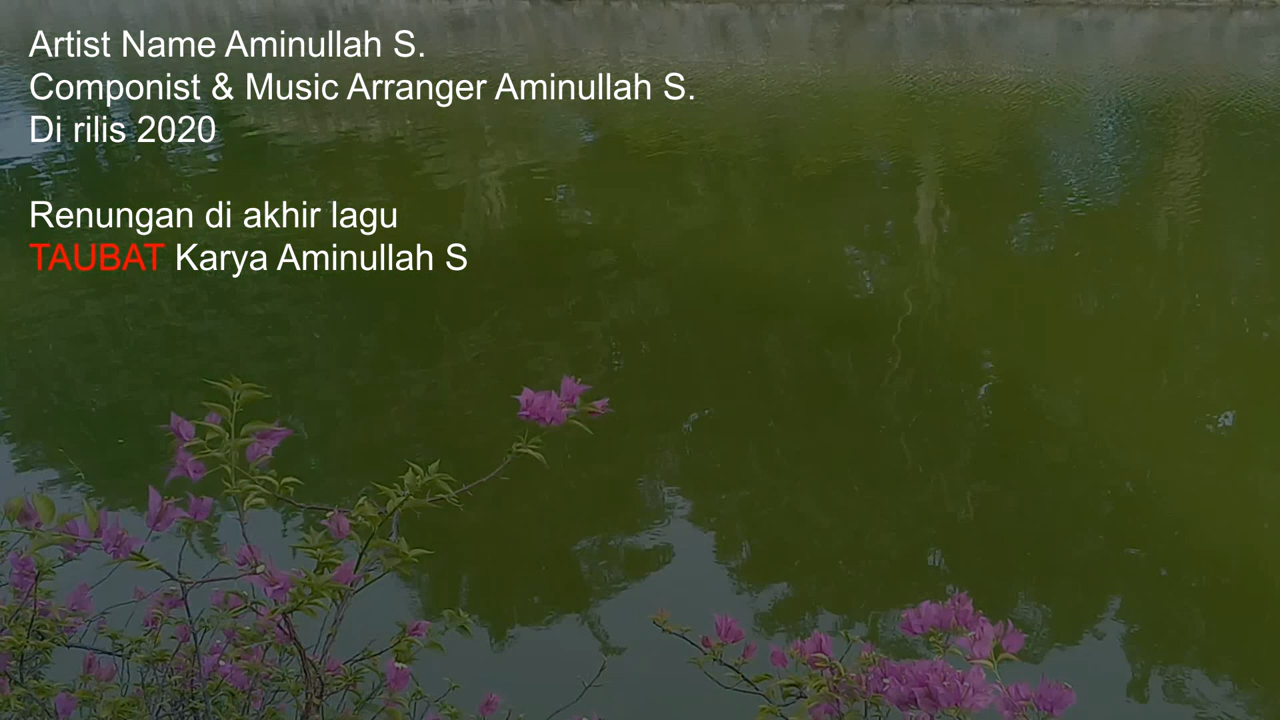 Artist Name Aminullah S.
Componist & Music Arranger Aminullah S.
Di rilis 2020
Renungan di akhir lagu
TAUBAT Karya Aminullah S